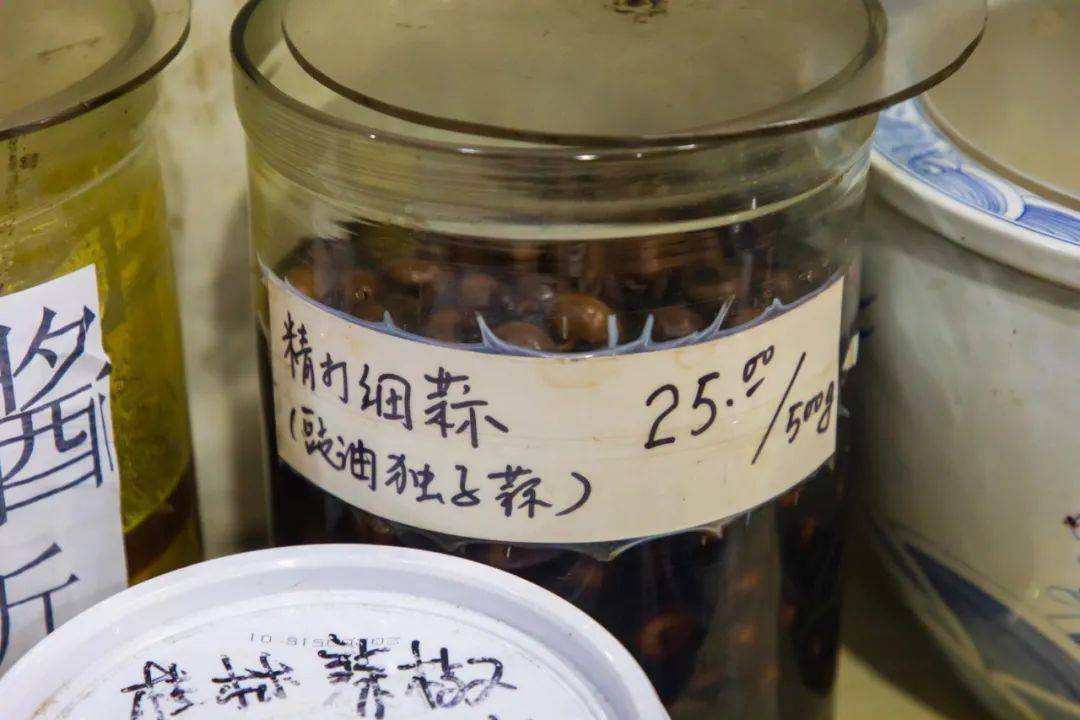 酱
精打细蒜 25.00/500g
(豉油独子蒜)
斤